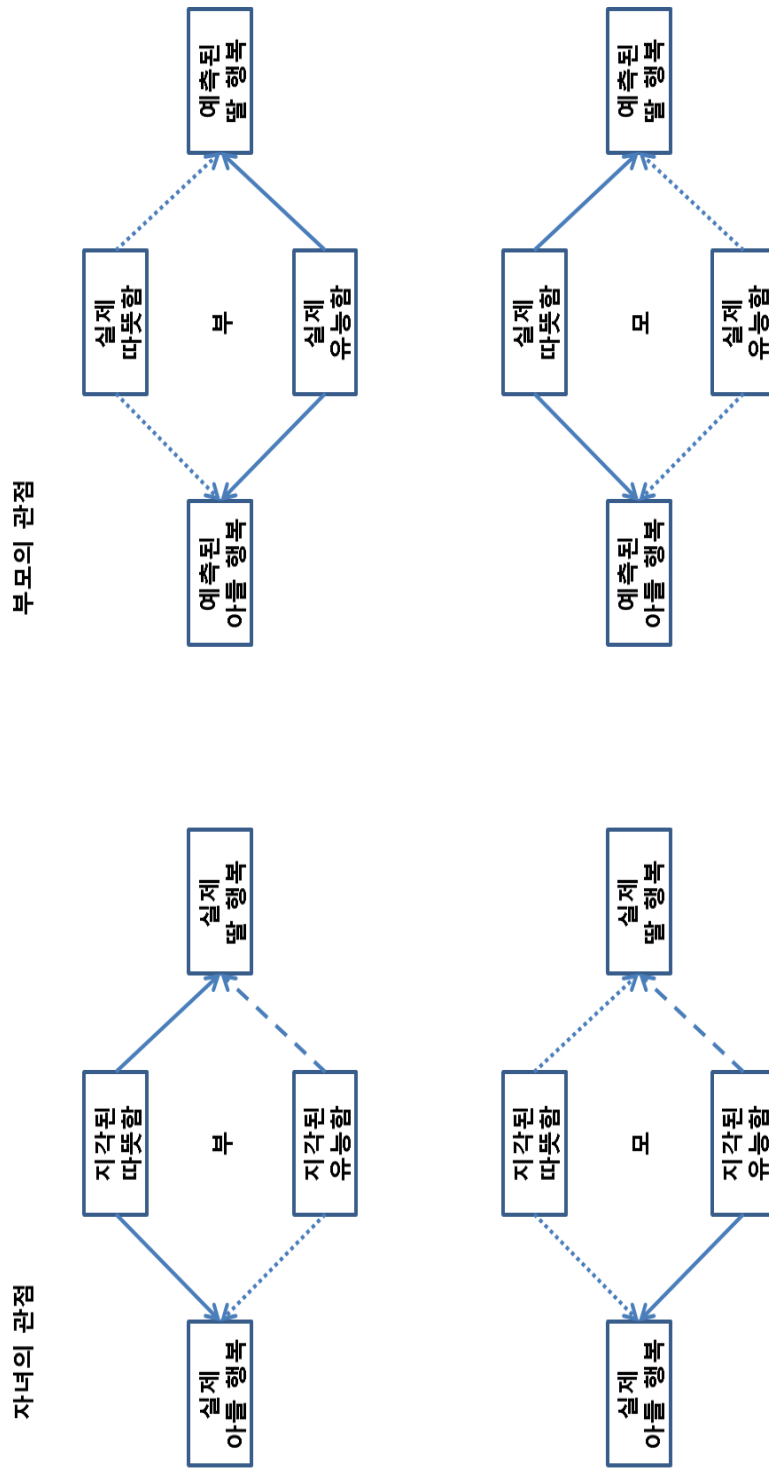 자녀의 관점
지각된
따뜻함
실제
아들 행복
부
실제
딸 행복
지각된
유능함
지각된
따뜻함
실제
아들 행복
모
실제
딸 행복
지각된
유능함
부모의 관점
실제
따뜻함
예측된
아들 행복
부
예측된
딸 행복
실제
유능함
실제
따뜻함
예측된
아들 행복
모
예측된
딸 행복
실제
유능함